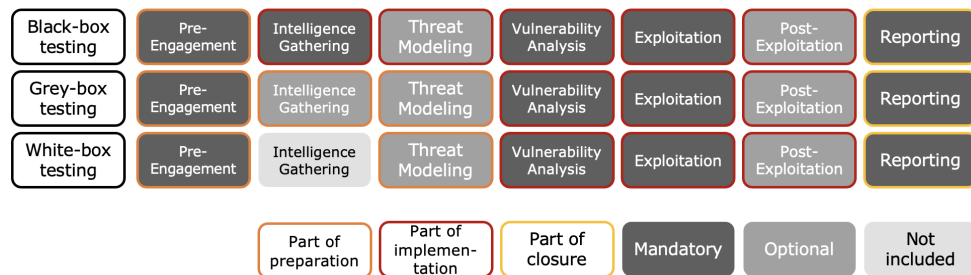 Black-box
testing
Pre-
Engagement
Intelligence
Gathering
Threat
Modeling
Vulnerability
Analysis
Exploitation
Post-
Exploitation
Reporting
Grey-box
testing
Pre-
Engagement
Intelligence
Gathering
Threat
Modeling
Vulnerability
Analysis
Exploitation
Post-
Exploitation
Reporting
White-box
testing
Pre-
Engagement
Intelligence
Gathering
Threat
Modeling
Vulnerability
Analysis
Exploitation
Post-
Exploitation
Reporting
Part of
preparation
Part of
implemen-
tation
Part of
closure
Mandatory
Optional
Not
included